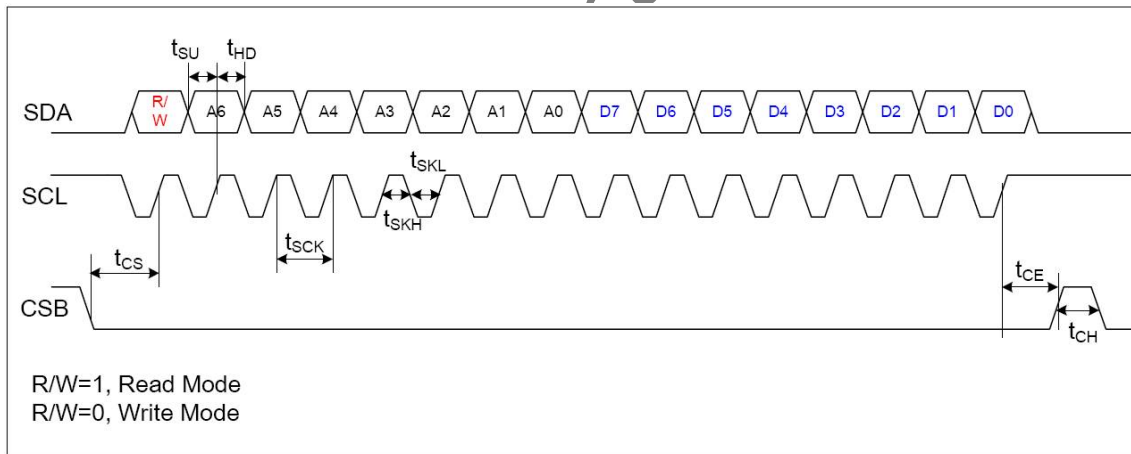 tSU tHD
SDA R/W A6 A5 A4 A3 A2 A1 A0 D7 D6 D5 D4 D3 D2 D1 D0
tSKL
SCL
tSKH
tSCK
tCS
tCE
CSB
tCH
R/W=1, Read Mode
R/W=0, Write Mode